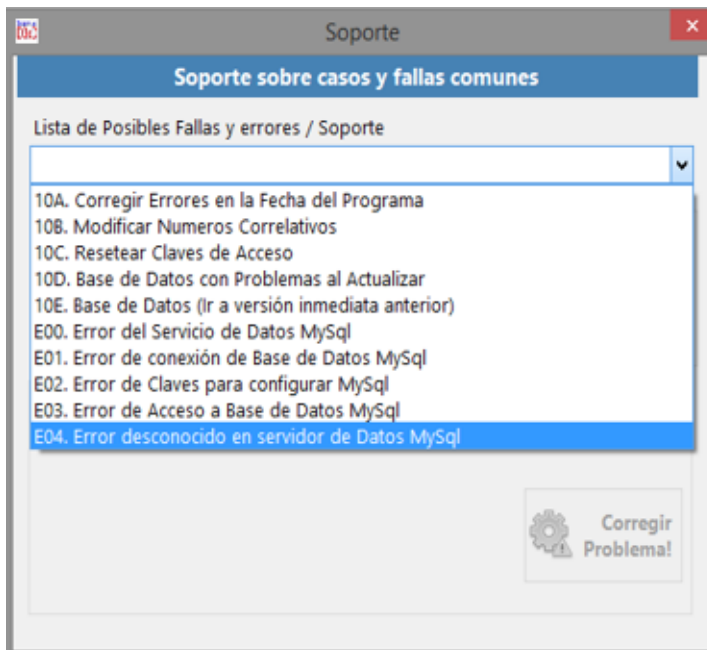 Soporte
Soporte sobre casos y fallas comunes
Lista de Posibles Fallas y errores / Soporte
10A. Corregir Errores en la Fecha del Programa
10B. Modificar Numeros Correlativos
10C. Resetear Claves de Acceso
10D. Base de Datos con Problemas al Actualizar
10E. Base de Datos (Ir a versión inmediata anterior)
E00. Error del Servicio de Datos MySql
E01. Error de conexión de Base de Datos MySql
E02. Error de Claves para configurar MySql
E03. Error de Acceso a Base de Datos MySql
E04. Error desconocido en servidor de Datos MySql
Corregir
Problema!